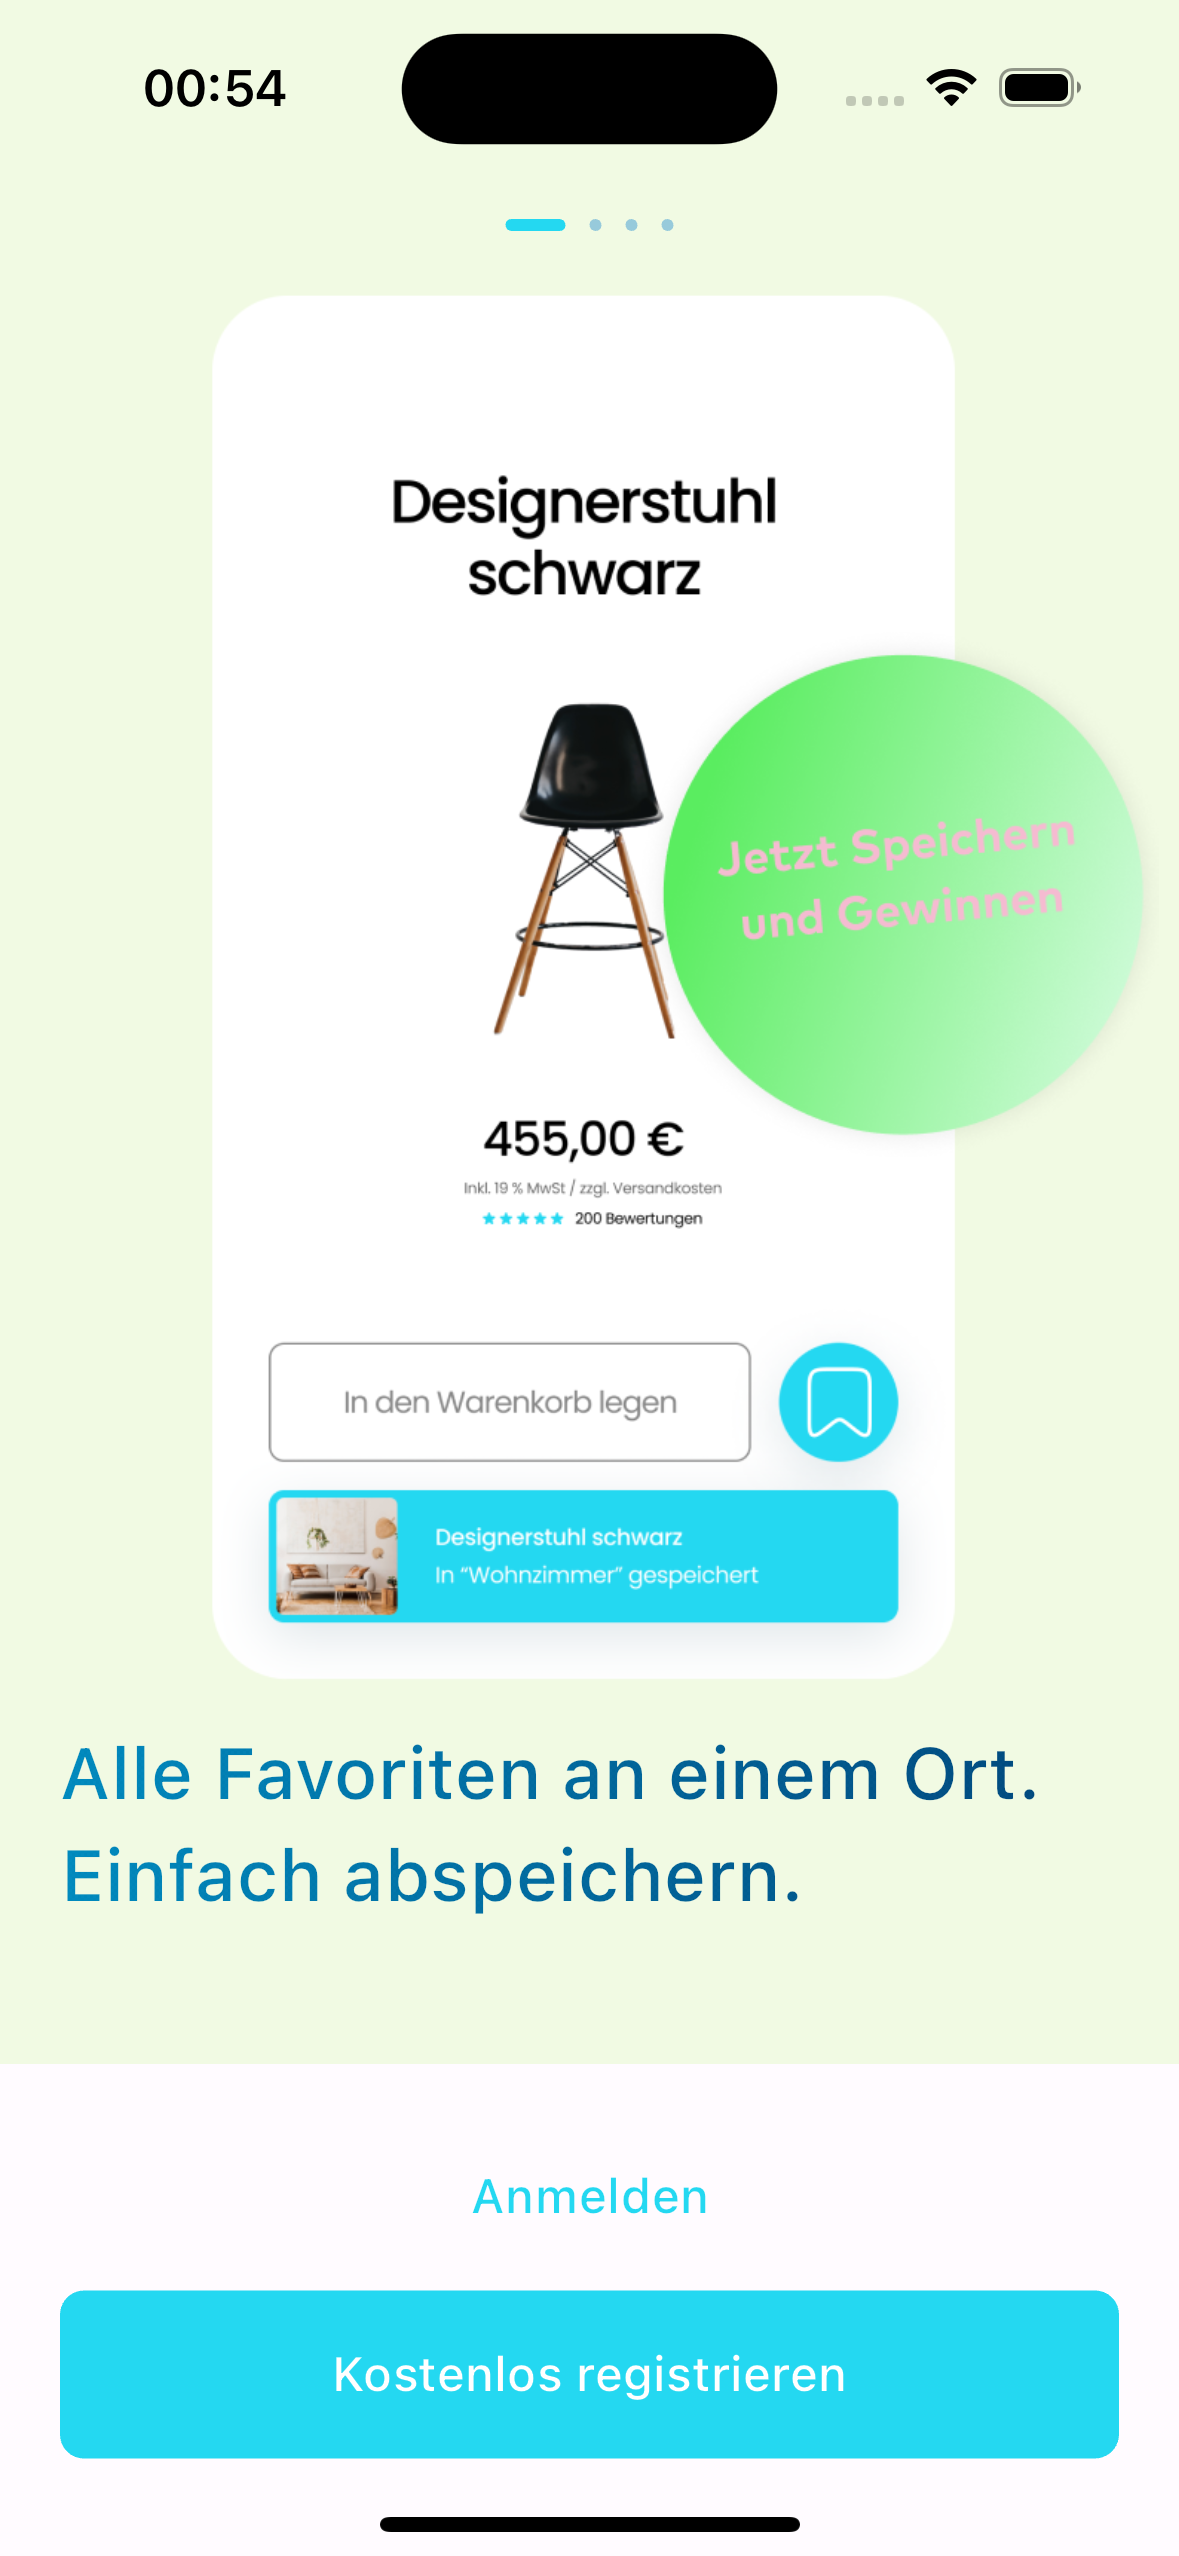 00:54
Designerstuhl
schwarz
Jetzt Speichern
und Gewinnen
455,00 €
Inkl. 19 % MwSt / zzgl. Versandkosten
200 Bewertungen
In den Warenkorb legen
Designerstuhl schwarz
In “Wohnzimmer” gespeichert
Alle Favoriten an einem Ort.
Einfach abspeichern.
Anmelden
Kostenlos registrieren